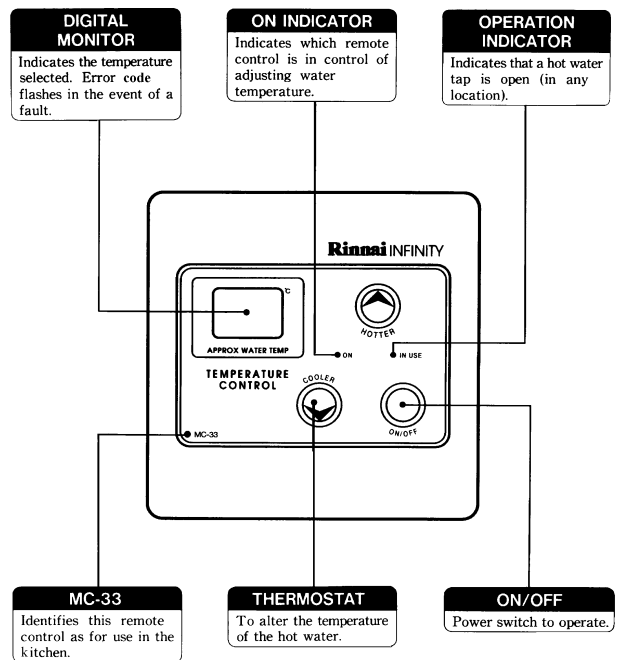 DIGITAL
MONITOR
Indicates the temperature
selected. Error code
flashes in the event of a
fault.
ON INDICATOR
Indicates which remote
control is in control of
adjusting water
temperature.
OPERATION
INDICATOR
Indicates that a hot water
tap is open (in any
location).
Rinnai INFINITY
°C
HOTTER
APPROX WATER TEMP
ON
IN USE
TEMPERATURE
CONTROL
COOLER
ON/OFF
MC-33
MC-33
Identifies this remote
control as for use in the
kitchen.
THERMOSTAT
To alter the temperature
of the hot water.
ON/OFF
Power switch to operate.